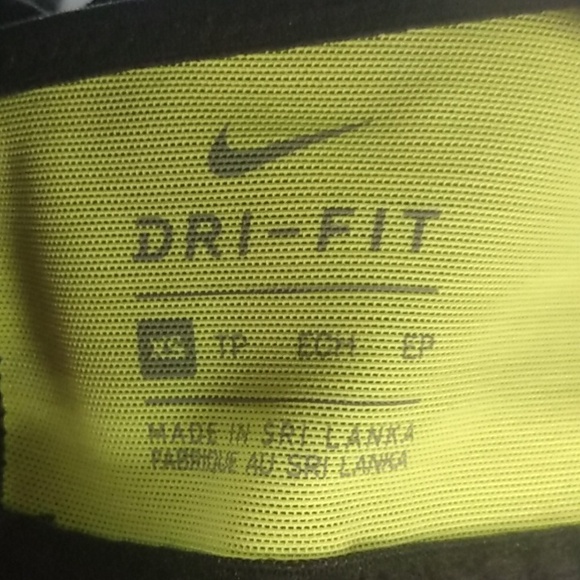 DRI-FIT
XS TP ECH EP
MADE IN SRI LANKA
FABRIQUE AU SRI LANKA